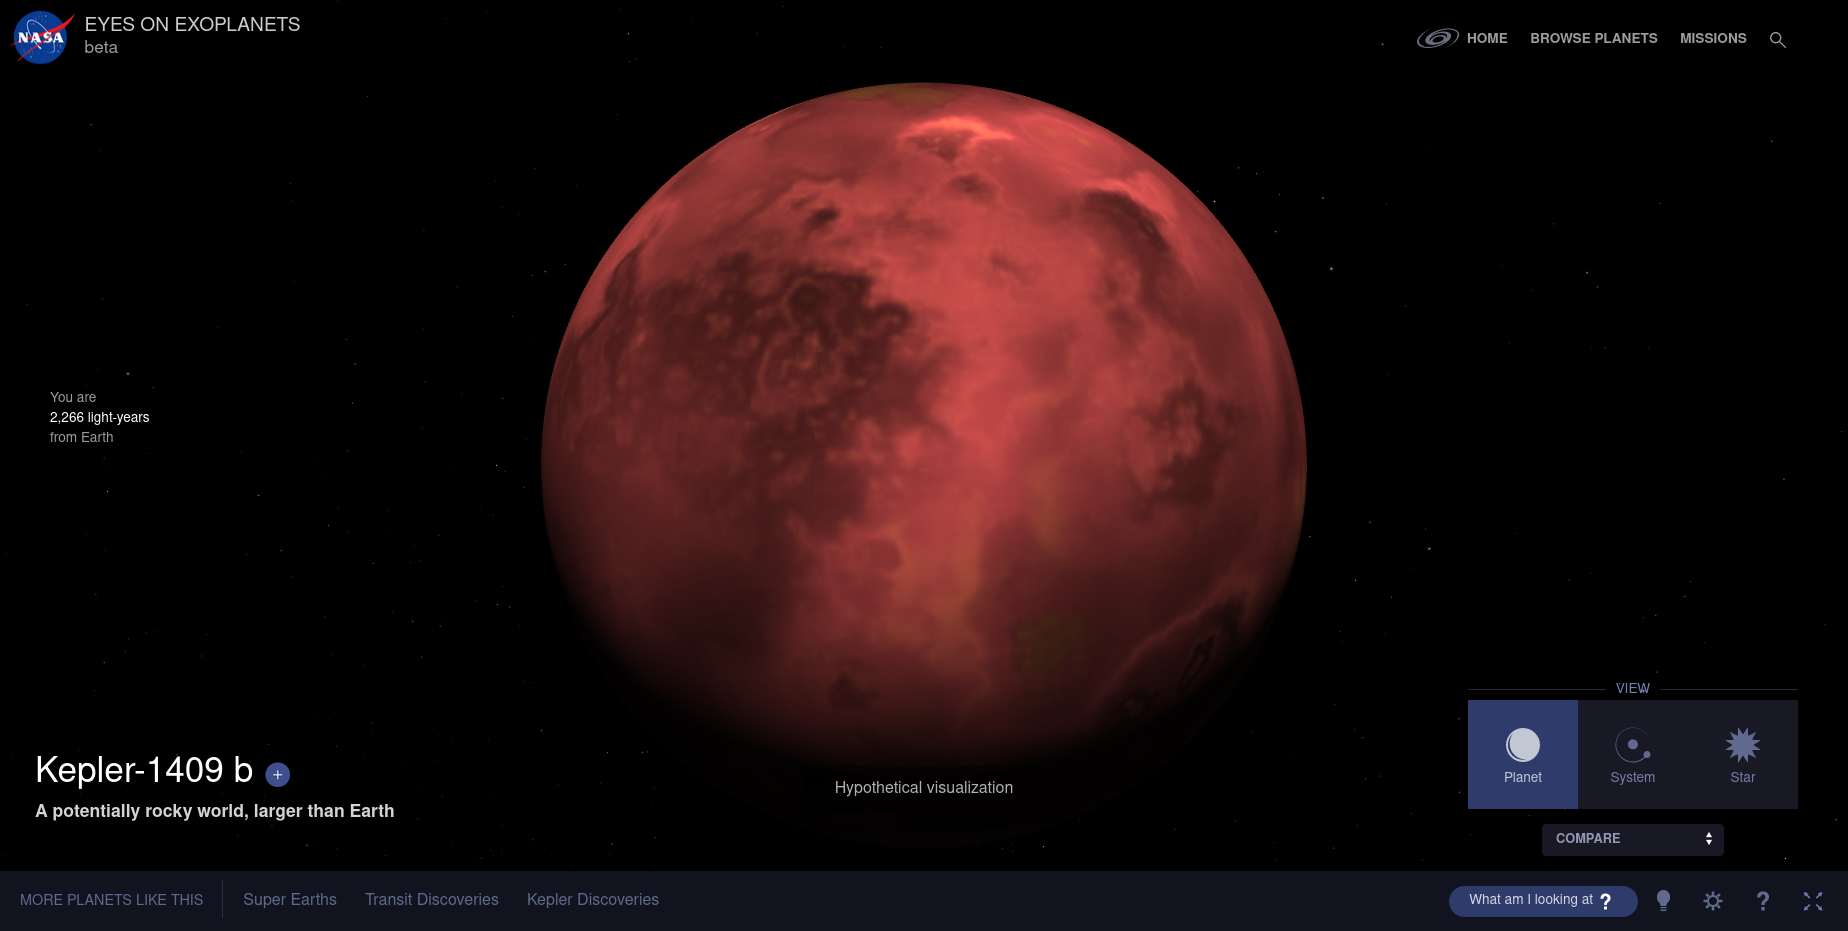 NASA
EYES ON EXOPLANETS
beta
HOME
BROWSE PLANETS
MISSIONS
You are
2,266 light-years
from Earth
Kepler-1409 b +
A potentially rocky world, larger than Earth
Hypothetical visualization
VIEW
Planet
System
Star
COMPARE
MORE PLANETS LIKE THIS
Super Earths
Transit Discoveries
Kepler Discoveries
What am I looking at ?
?